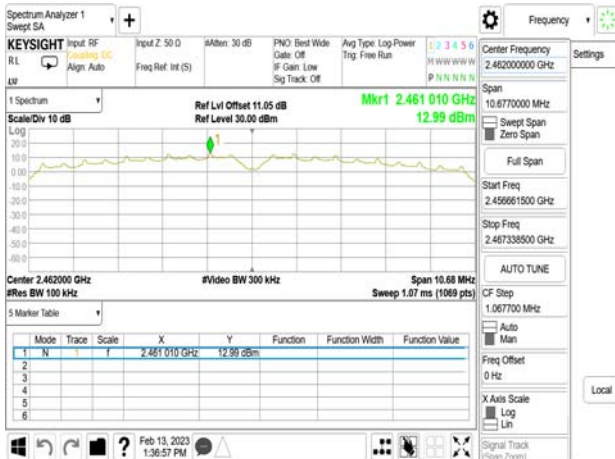 Spectrum Analyzer 1
Swept SA
Frequency
KEYSIGHT Input: RF
RL
Coupling: DC
Align: Auto
Input Z: 50 Ω
Freq Ref: Int (S)
#Atten: 30 dB
PNO: Best Wide
Gate: Off
IF Gain: Low
Sig Track: Off
Avg Type: Log-Power
Trig: Free Run
1 2 3 4 5 6
M W W W W W
P N N N N N
LW
1 Spectrum
Scale/Div 10 dB
Ref Lvl Offset 11.05 dB
Ref Level 30.00 dBm
Mkr1 2.461 010 GHz
12.99 dBm
Log
20.0
10.0
0.00
-10.0
-20.0
-30.0
-40.0
-50.0
-60.0
1
Center 2.462000 GHz
#Video BW 300 kHz
Span 10.68 MHz
#Res BW 100 kHz
Sweep 1.07 ms (1069 pts)
5 Marker Table
Mode Trace Scale X Y Function Function Width Function Value
1 N 1 f 2.461 010 GHz 12.99 dBm
2
3
4
5
6
Feb 13, 2023
1:36:57 PM
Center Frequency
2.462000000 GHz
Settings
Span
10.6770000 MHz
Swept Span
Zero Span
Full Span
Start Freq
2.456661500 GHz
Stop Freq
2.467338500 GHz
AUTO TUNE
CF Step
1.067700 MHz
Auto
Man
Freq Offset
0 Hz
X Axis Scale
Log
Lin
Local
Signal Track
(Span Zoom)